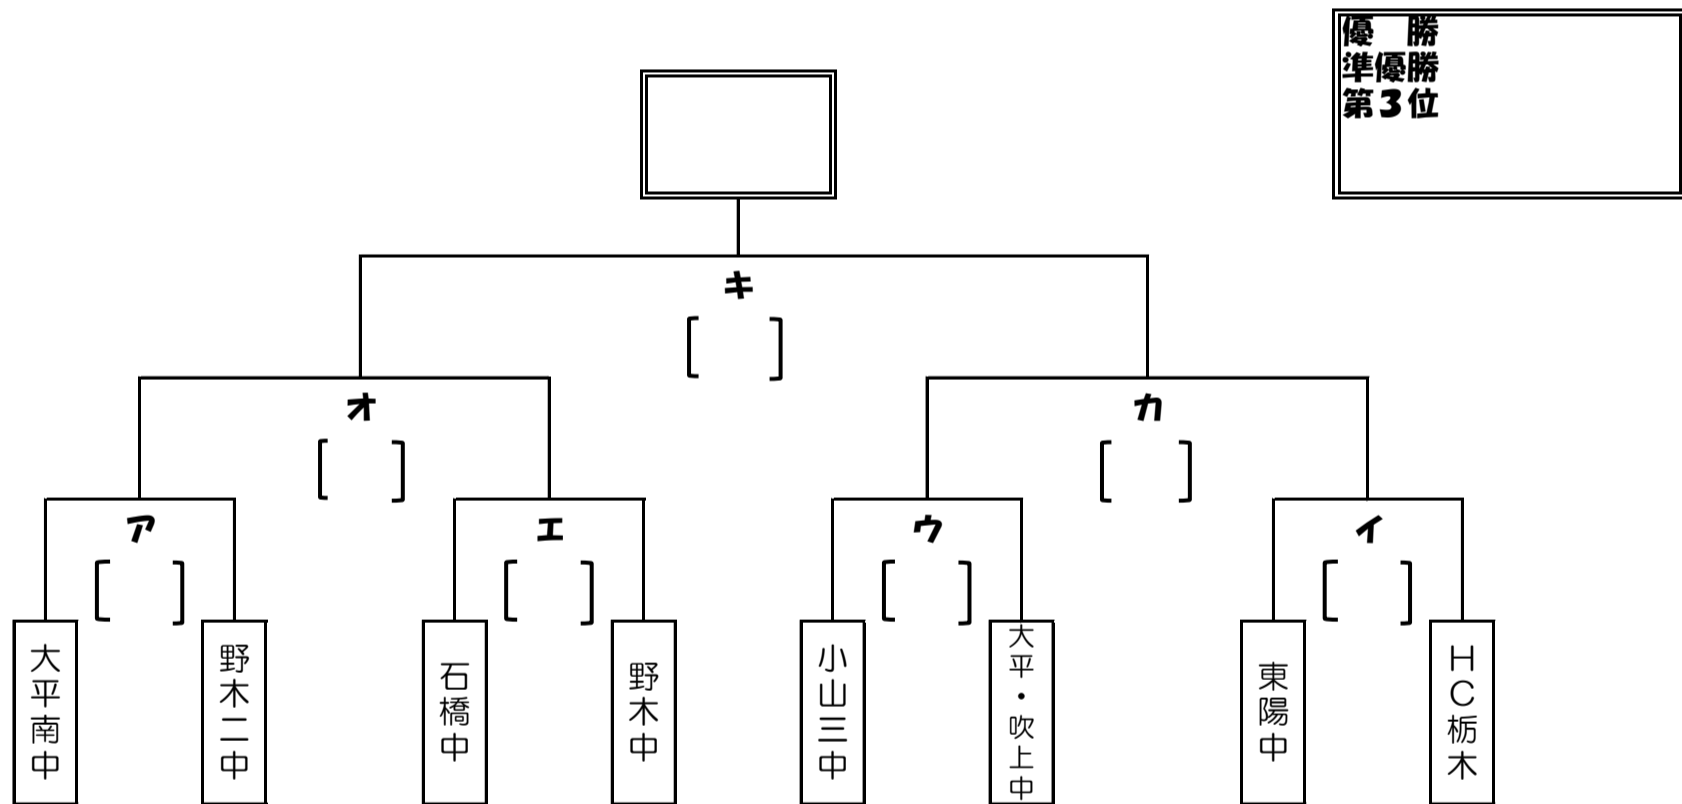 優　勝
準優勝
第３位
キ
オ
カ
ア
エ
ウ
イ
大平南中
野木二中
石橋中
野木中
小山三中
大平・吹上中
東陽中
ＨＣ栃木